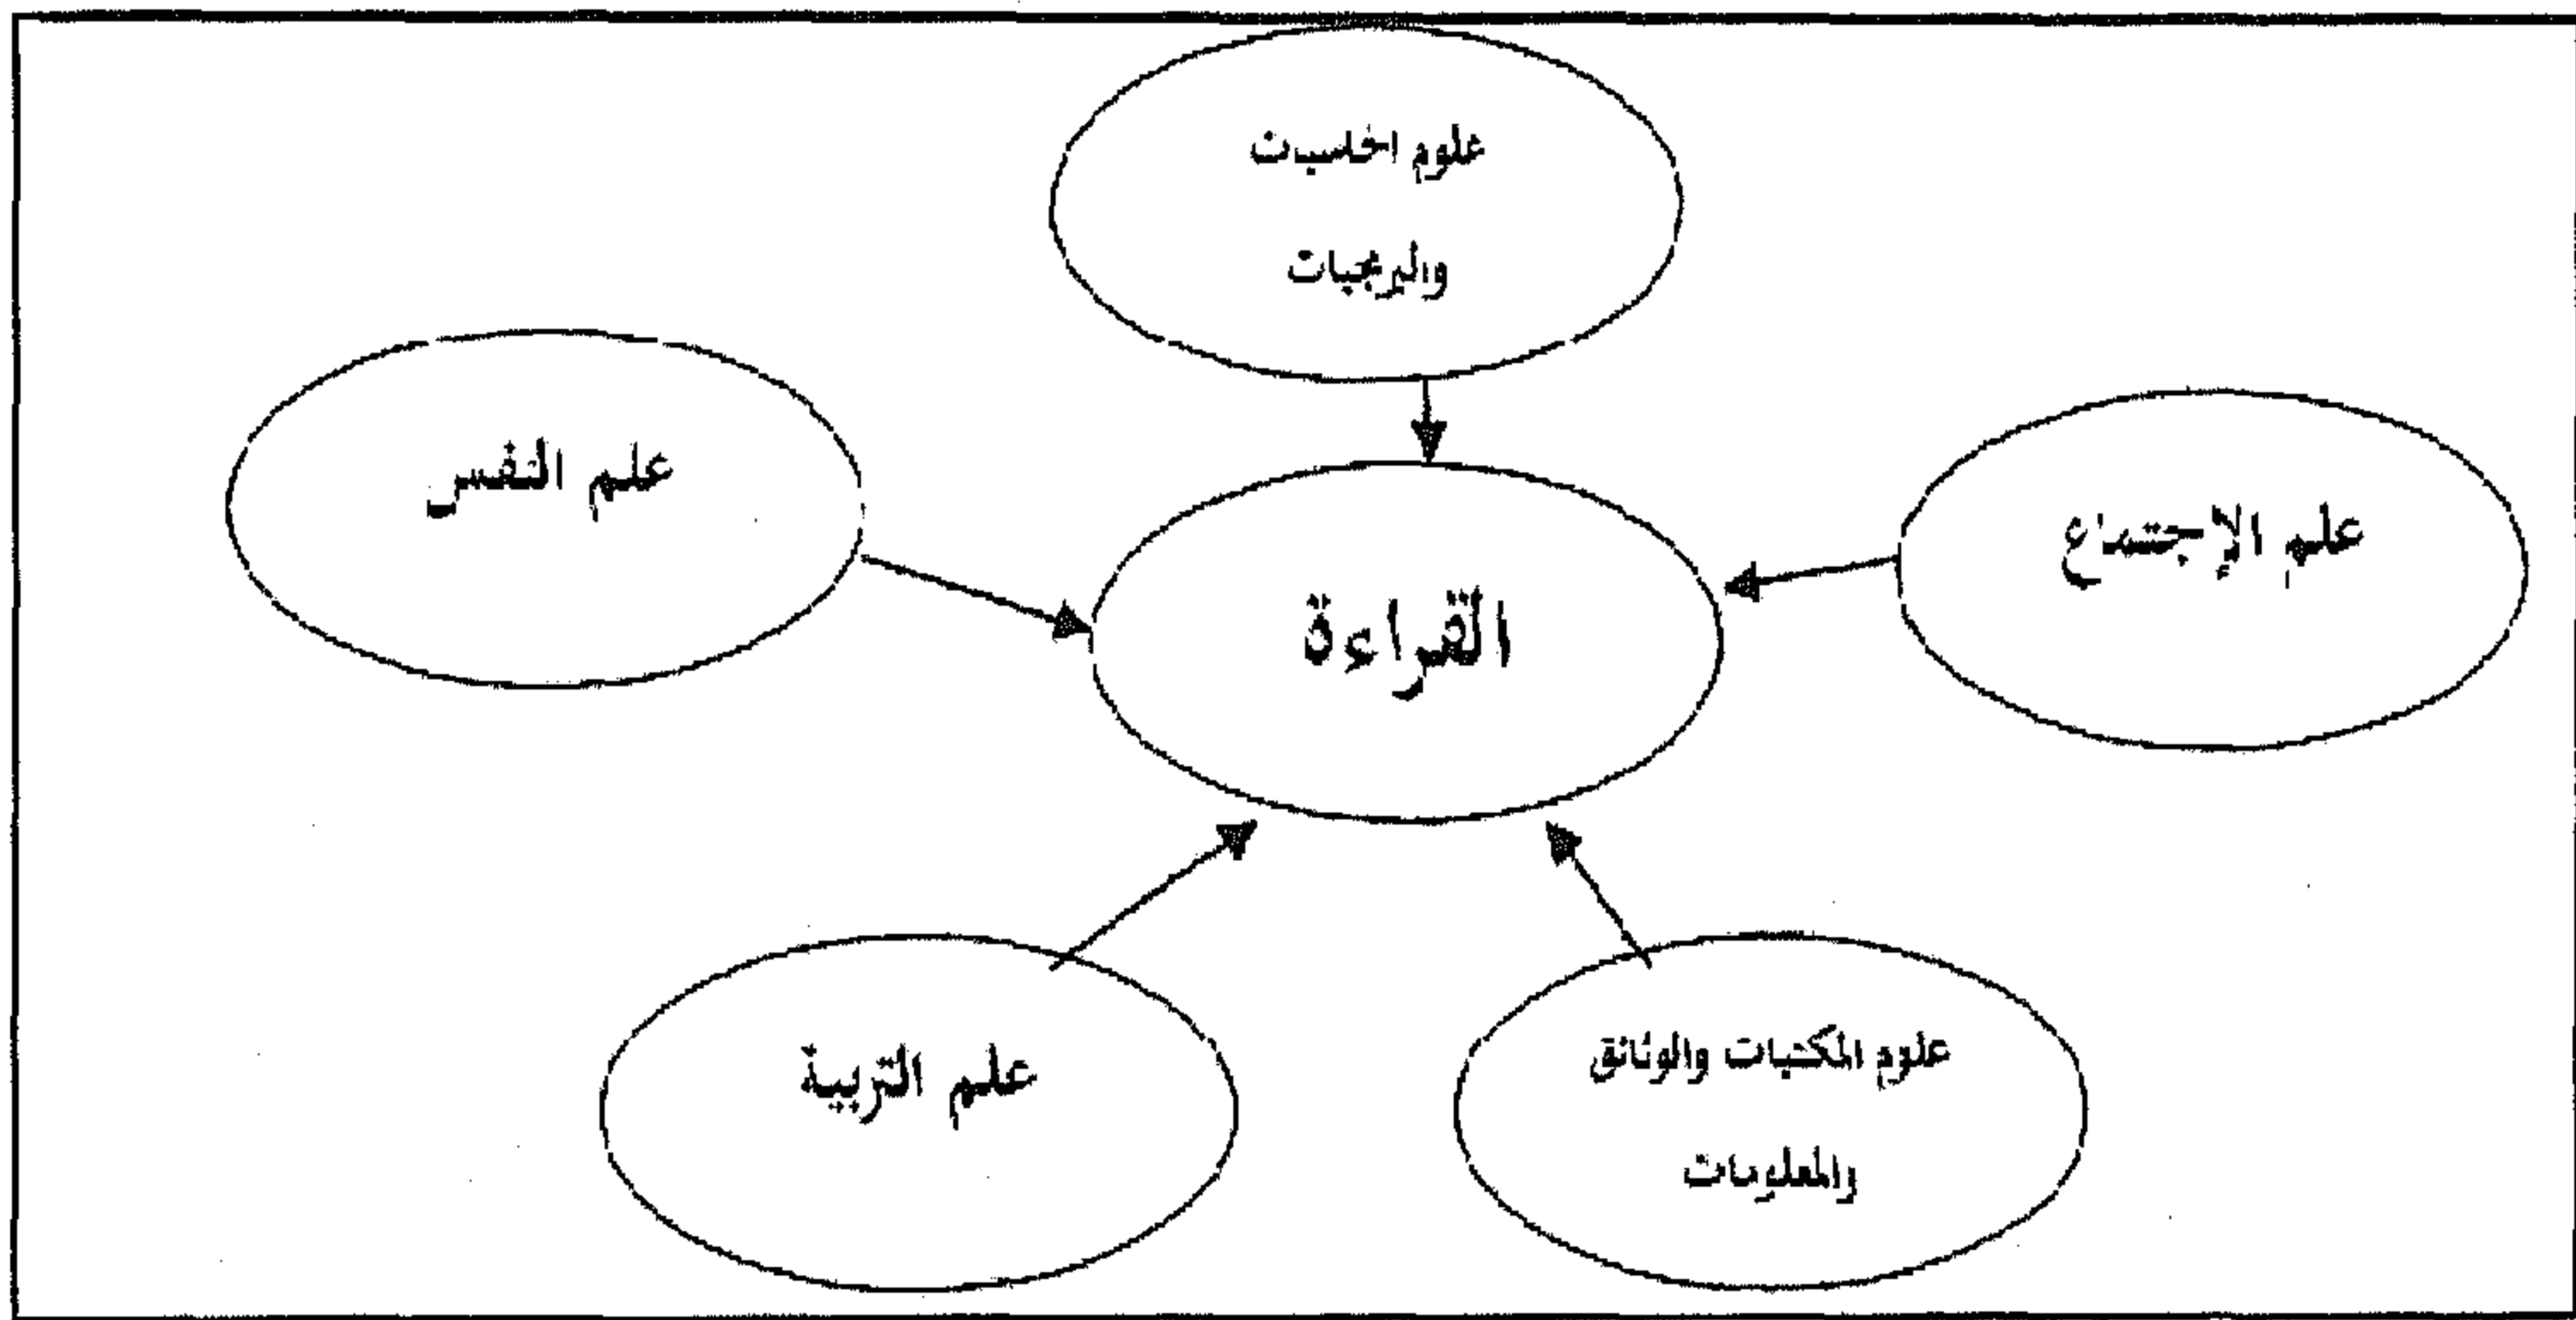 علوم الحاسبات
والبرمجيات
علم النفس
علم الإجتماع
القراءة
علم التربية
علوم المكتبات والوثائق
والمعلومات